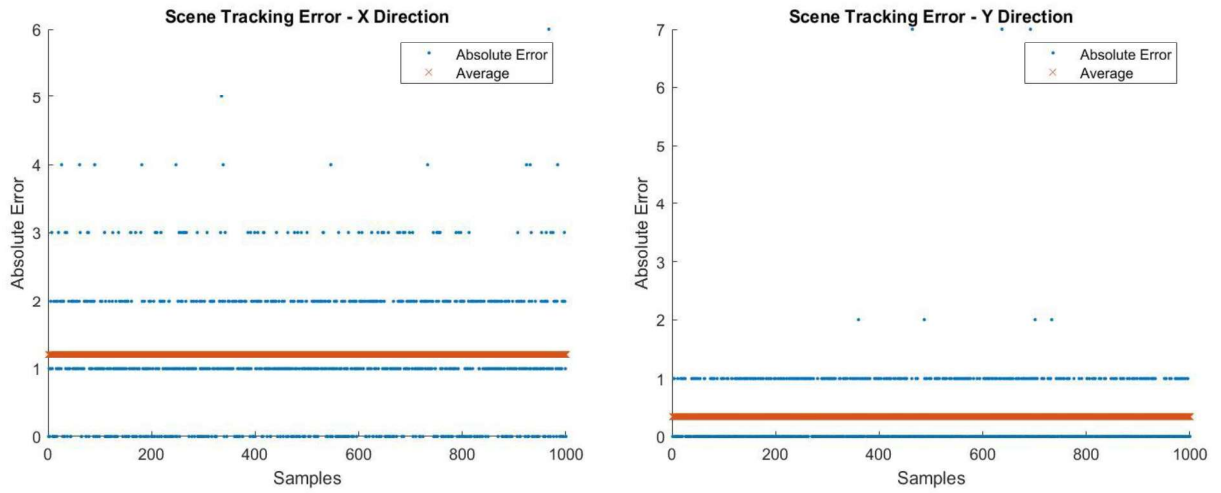 Scene Tracking Error - X Direction
6
5
4
3
2
1
0
Absolute Error
Absolute Error
Average
0 200 400 600 800 1000
Samples
Scene Tracking Error - Y Direction
7
6
5
4
3
2
1
0
Absolute Error
Absolute Error
Average
0 200 400 600 800 1000
Samples